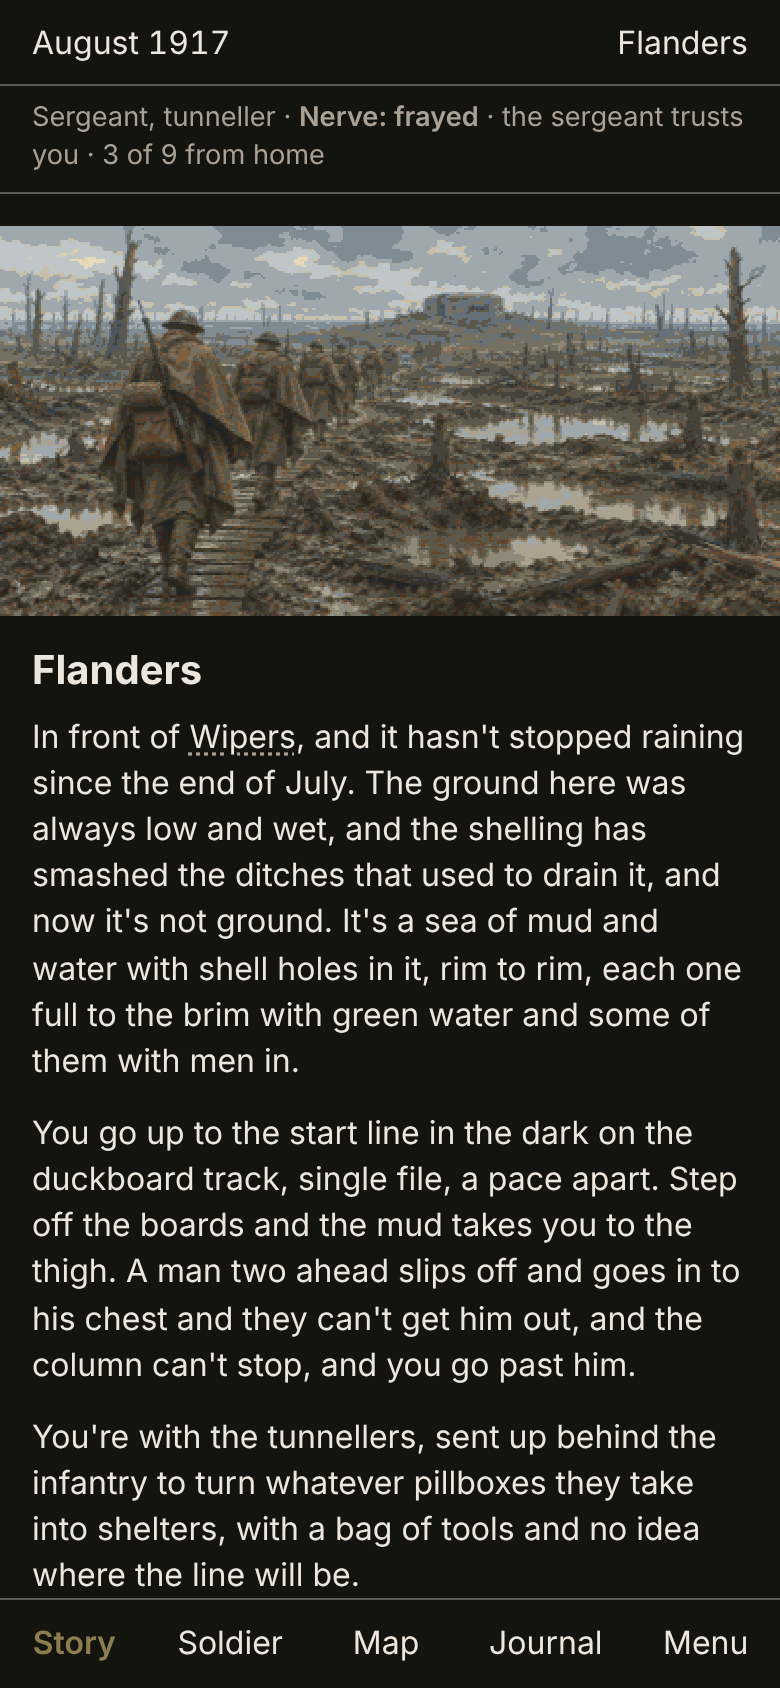 August 1917
Flanders
Sergeant, tunneller · Nerve: frayed · the sergeant trusts
you · 3 of 9 from home
Flanders
In front of Wipers, and it hasn't stopped raining
since the end of July. The ground here was
always low and wet, and the shelling has
smashed the ditches that used to drain it, and
now it's not ground. It's a sea of mud and
water with shell holes in it, rim to rim, each one
full to the brim with green water and some of
them with men in.
You go up to the start line in the dark on the
duckboard track, single file, a pace apart. Step
off the boards and the mud takes you to the
thigh. A man two ahead slips off and goes in to
his chest and they can't get him out, and the
column can't stop, and you go past him.
You're with the tunnellers, sent up behind the
infantry to turn whatever pillboxes they take
into shelters, with a bag of tools and no idea
where the line will be.
Story
Soldier
Map
Journal
Menu